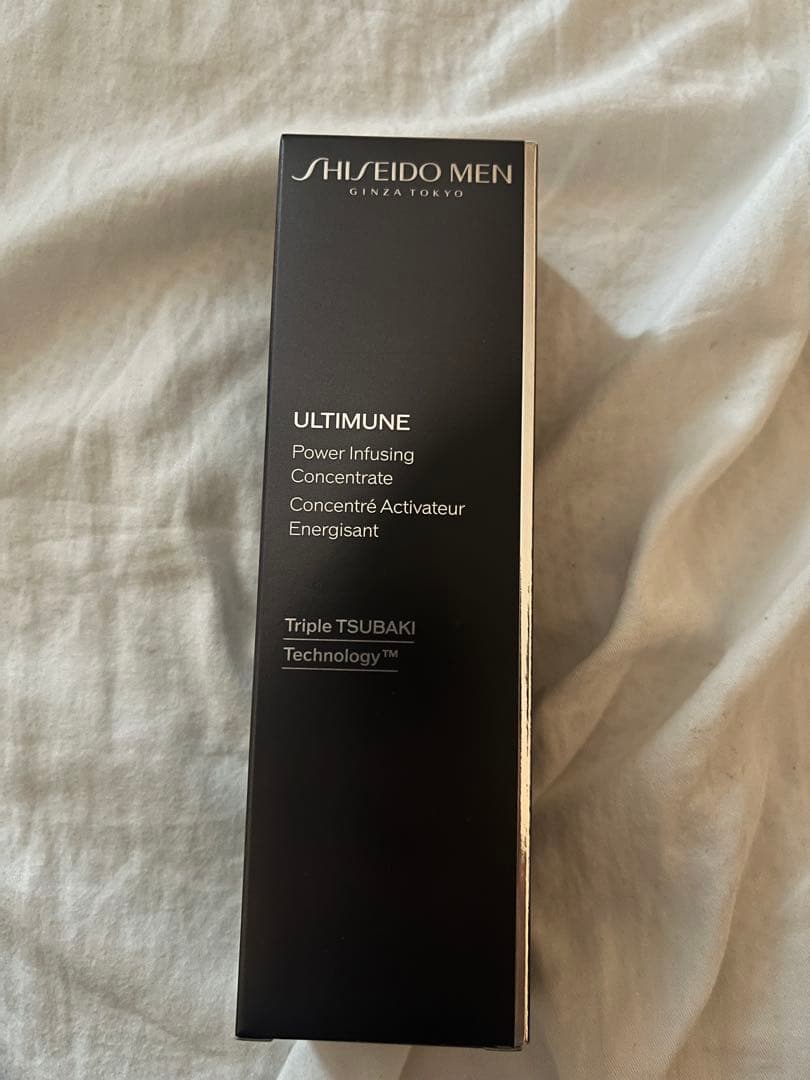 SHISEIDO MEN
GINZA TOKYO
ULTIMUNE
Power Infusing
Concentrate
Concentré Activateur
Energisant
Triple TSUBAKI
Technology™